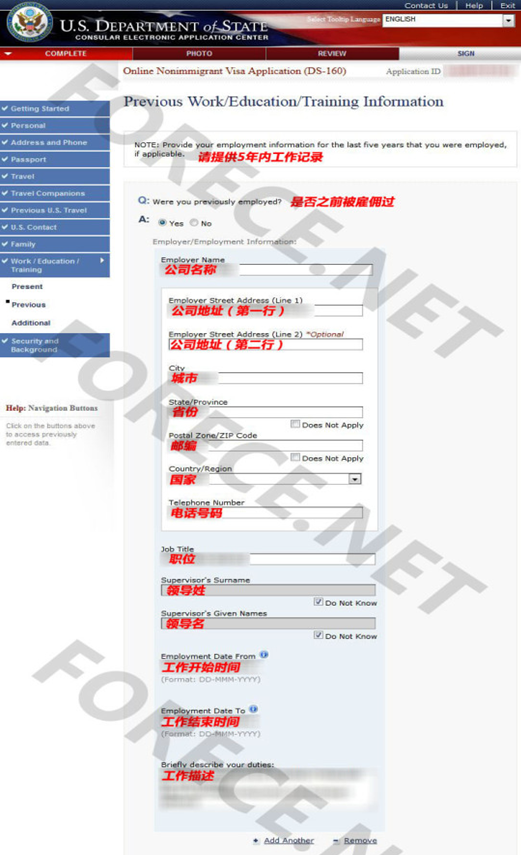 Contact Us | Help | Exit
U.S. DEPARTMENT of STATE
CONSULAR ELECTRONIC APPLICATION CENTER
Select Tooltip Language ENGLISH
COMPLETE PHOTO REVIEW SIGN
Online Nonimmigrant Visa Application (DS-160) Application ID
Getting Started
Personal
Address and Phone
Passport
Travel
Travel Companions
Previous U.S. Travel
U.S. Contact
Family
Work / Education /
Training
Present
Previous
Additional
Security and
Background
Help: Navigation Buttons
Click on the buttons above
to access previously
entered data.
Previous Work/Education/Training Information
NOTE: Provide your employment information for the last five years that you were employed,
if applicable. 请提供5年内工作记录
Q: Were you previously employed? 是否之前被雇佣过
A: Yes No
Employer/Employment Information:
Employer Name
公司名称
Employer Street Address (Line 1)
公司地址（第一行）
Employer Street Address (Line 2) *Optional
公司地址（第二行）
City
城市
State/Province
省份
Does Not Apply
Postal Zone/ZIP Code
邮编
Does Not Apply
Country/Region
国家
Telephone Number
电话号码
Job Title
职位
Supervisor's Surname
领导姓
Do Not Know
Supervisor's Given Names
领导名
Do Not Know
Employment Date From
工作开始时间
(Format: DD-MMM-YYYY)
Employment Date To
工作结束时间
(Format: DD-MMM-YYYY)
Briefly describe your duties:
工作描述
Add Another Remove
FORECE.NET
FORECE.NET
FORECE.NET